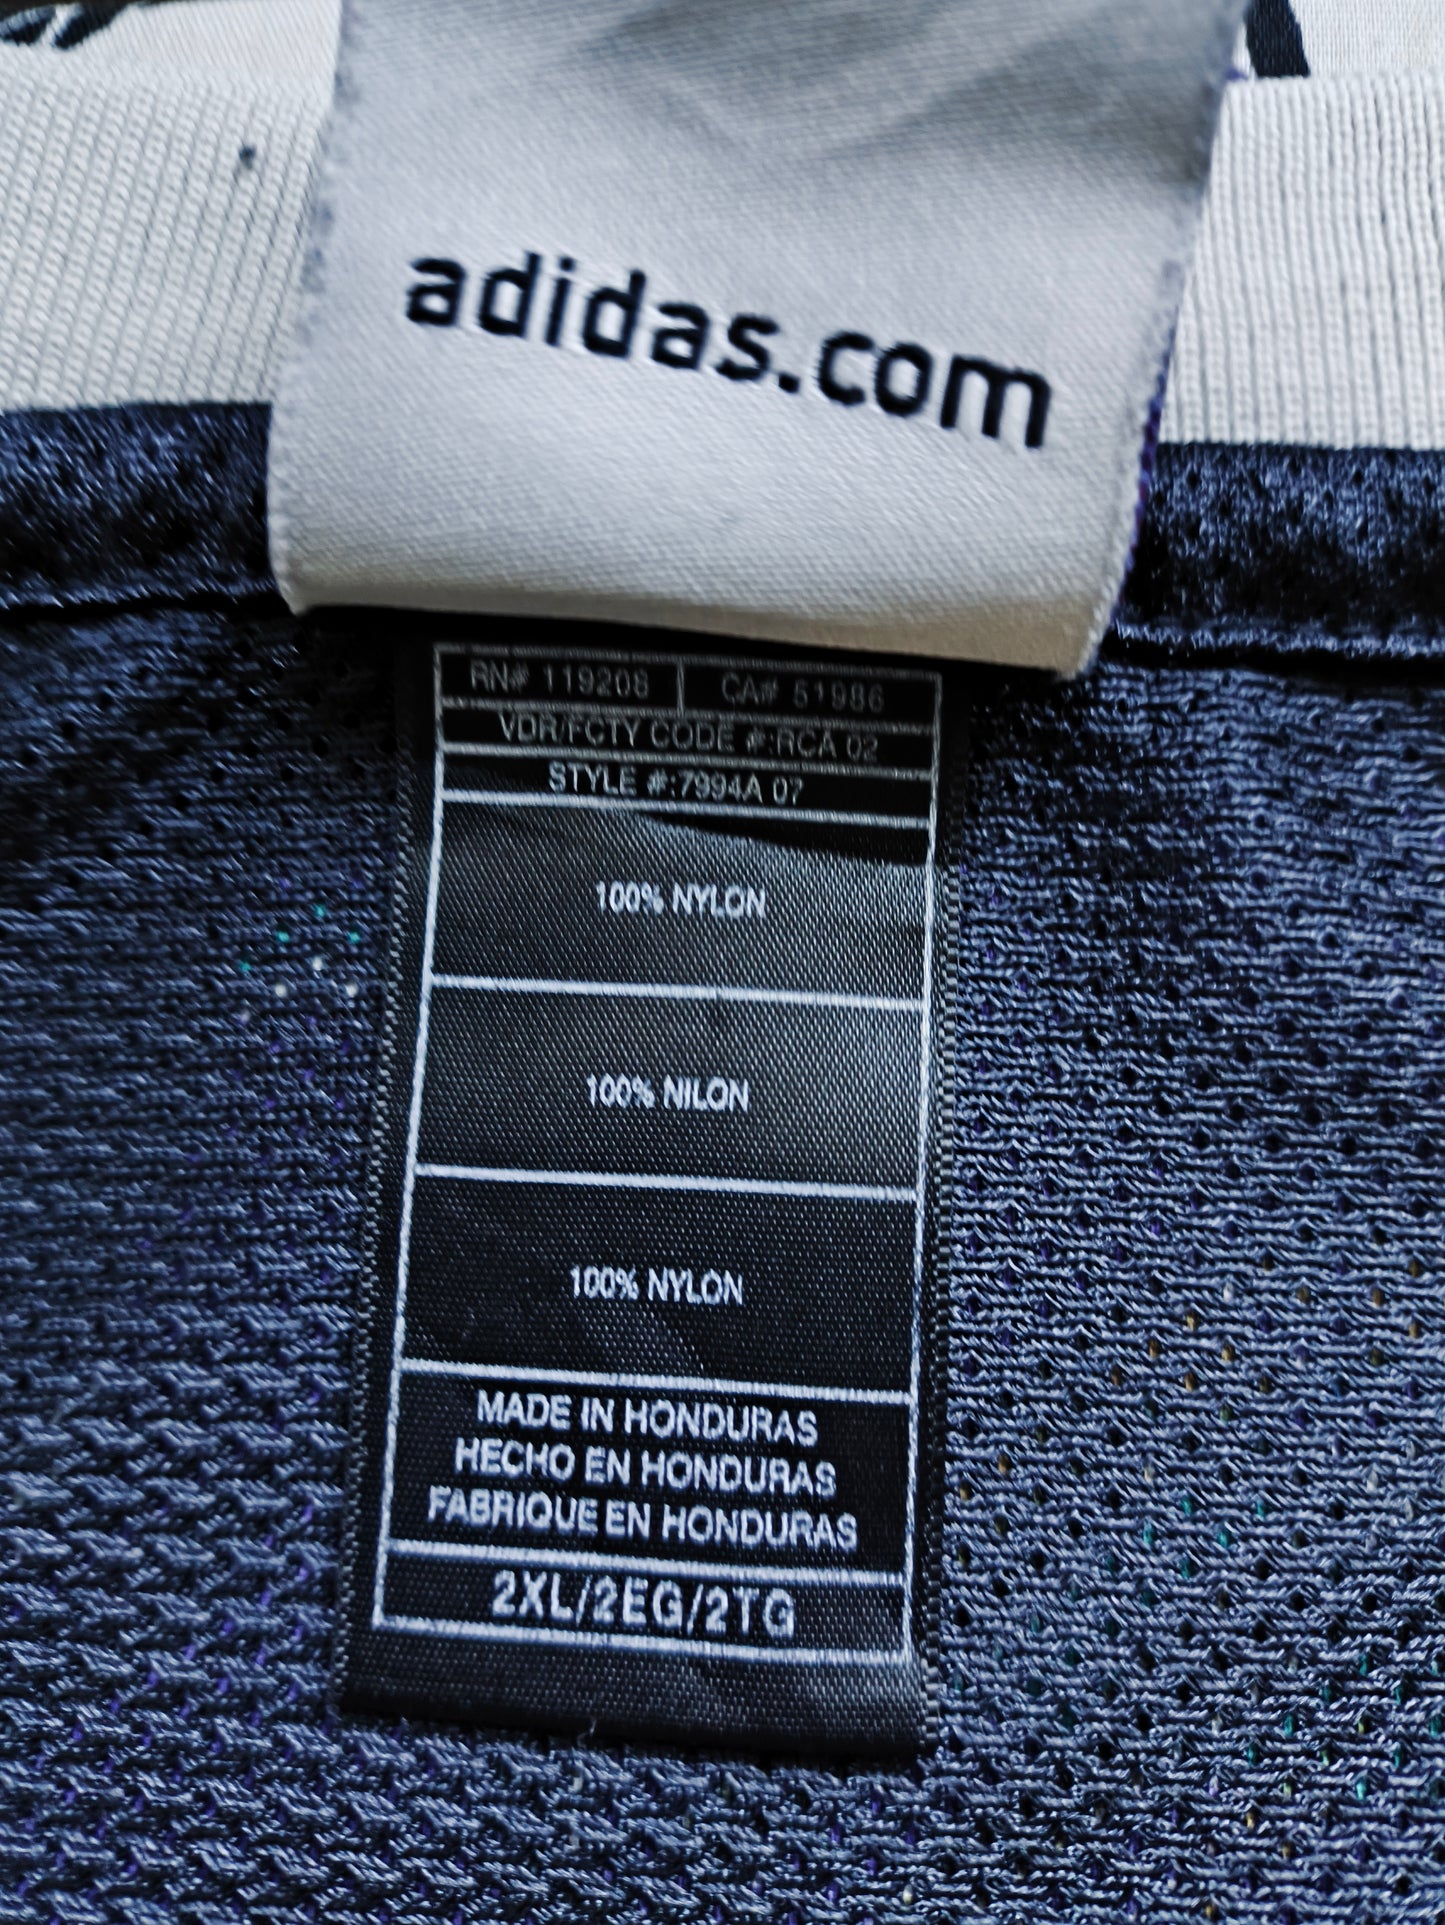 adidas.com
RN# 119208 CA# 51986
VDR/FCTY CODE #:RCA 02
STYLE #:7994A 07
100% NYLON
100% NILON
100% NYLON
MADE IN HONDURAS
HECHO EN HONDURAS
FABRIQUE EN HONDURAS
2XL/2EG/2TG